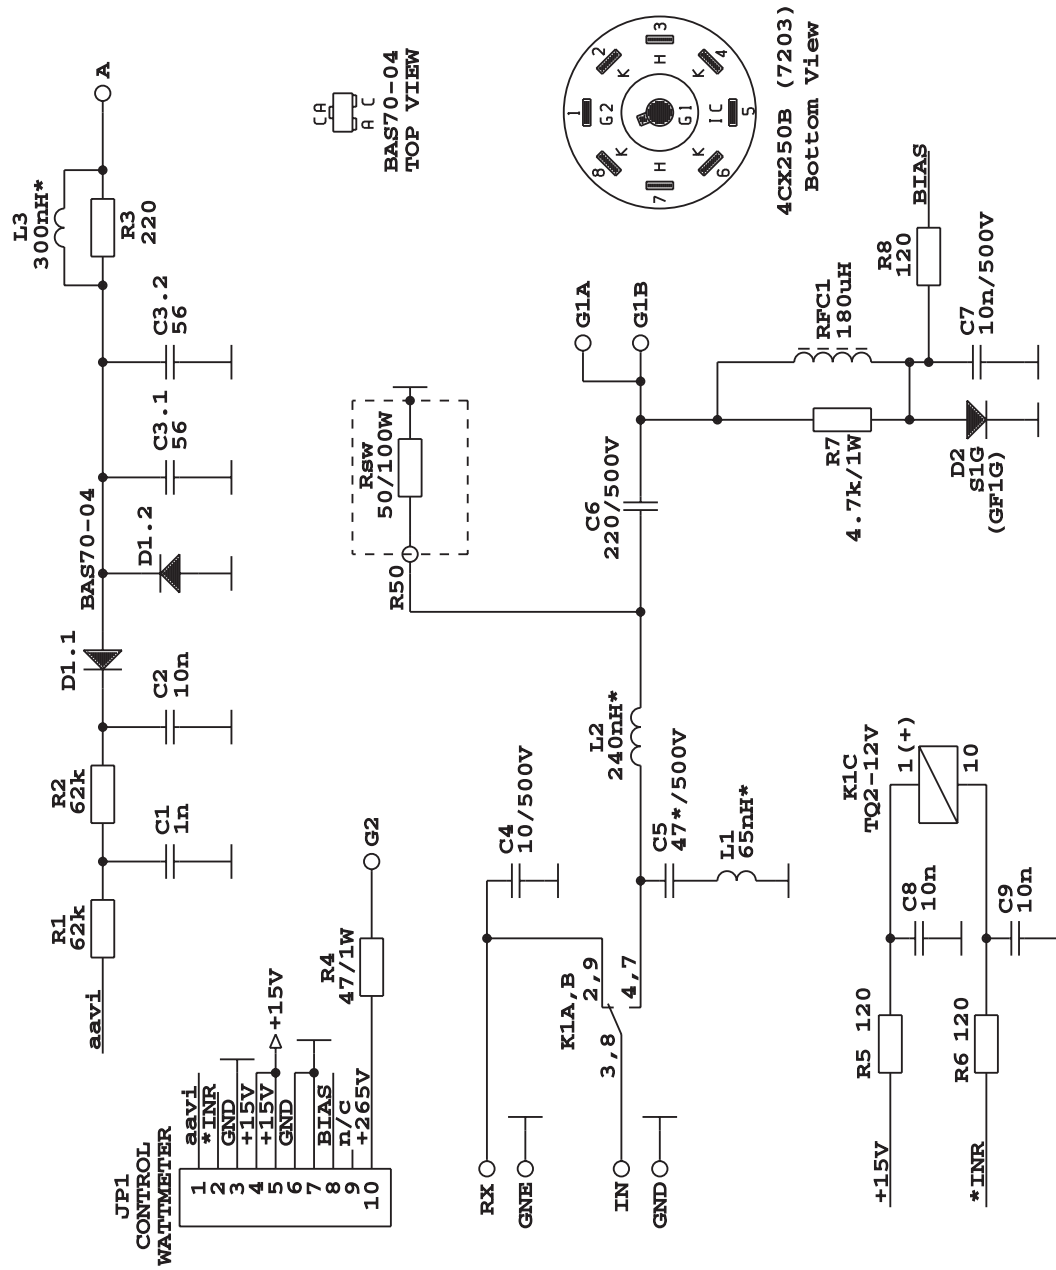 aavi
R1
62k
R2
62k
C1
1n
C2
10n
D1.1
BAS70-04
D1.2
C3.1
56
C3.2
56
L3
300nH*
R3
220
A
JP1
CONTROL
WATTMETER
1
2
3
4
5
6
7
8
9
10
aavi
*INR
GND
+15V
+15V
GND
BIAS
n/c
+265V
+15V
R4
47/1W
G2
CA
A C
BAS70-04
TOP VIEW
R50
Rsw
50/100W
RX
GNE
IN
GND
K1A,B
3,8
2,9
4,7
C4
10/500V
C5
47*/500V
L1
65nH*
L2
240nH*
C6
220/500V
G1A
G1B
RFC1
180uH
R7
4.7k/1W
D2
S1G
(GF1G)
R8
120
BIAS
C7
10n/500V
1
2
3
4
5
6
7
8
G2
K
H
K
IC
K
H
K
G1
4CX250B (7203)
Bottom View
+15V
R5 120
*INR
R6 120
C8
10n
C9
10n
K1C
TQ2-12V
1(+)
10